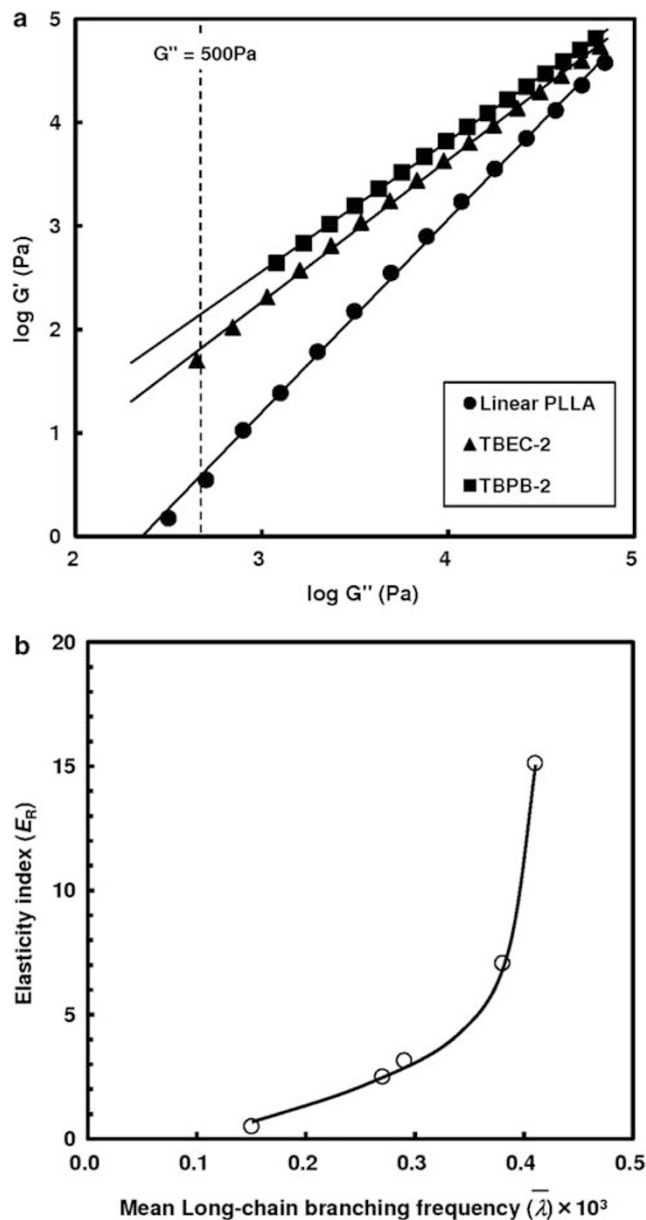 a
G'' = 500Pa
5
4
3
2
1
0
log G' (Pa)
Linear PLLA
TBEC-2
TBPB-2
2
3
4
5
log G'' (Pa)
b
20
15
10
5
0
Elasticity index (E_R)
0.0
0.1
0.2
0.3
0.4
0.5
Mean Long-chain branching frequency (λ̅) × 10³